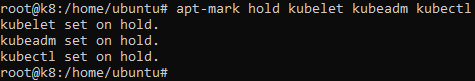 root@k8:/home/ubuntu# apt-mark hold kubelet kubeadm kubectl
kubelet set on hold.
kubeadm set on hold.
kubectl set on hold.
root@k8:/home/ubuntu#